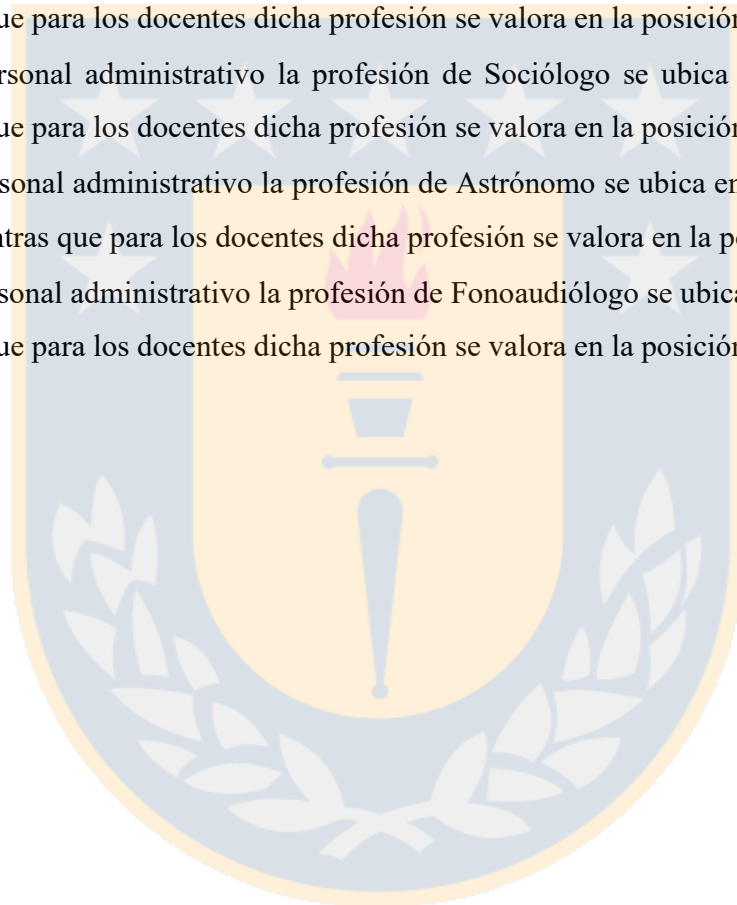 ue para los docentes dicha profesión se valora en la posición
rsonal administrativo la profesión de Sociólogo se ubica
ue para los docentes dicha profesión se valora en la posición
sonal administrativo la profesión de Astrónomo se ubica en
ntras que para los docentes dicha profesión se valora en la po
sonal administrativo la profesión de Fonoaudiólogo se ubica
ue para los docentes dicha profesión se valora en la posición